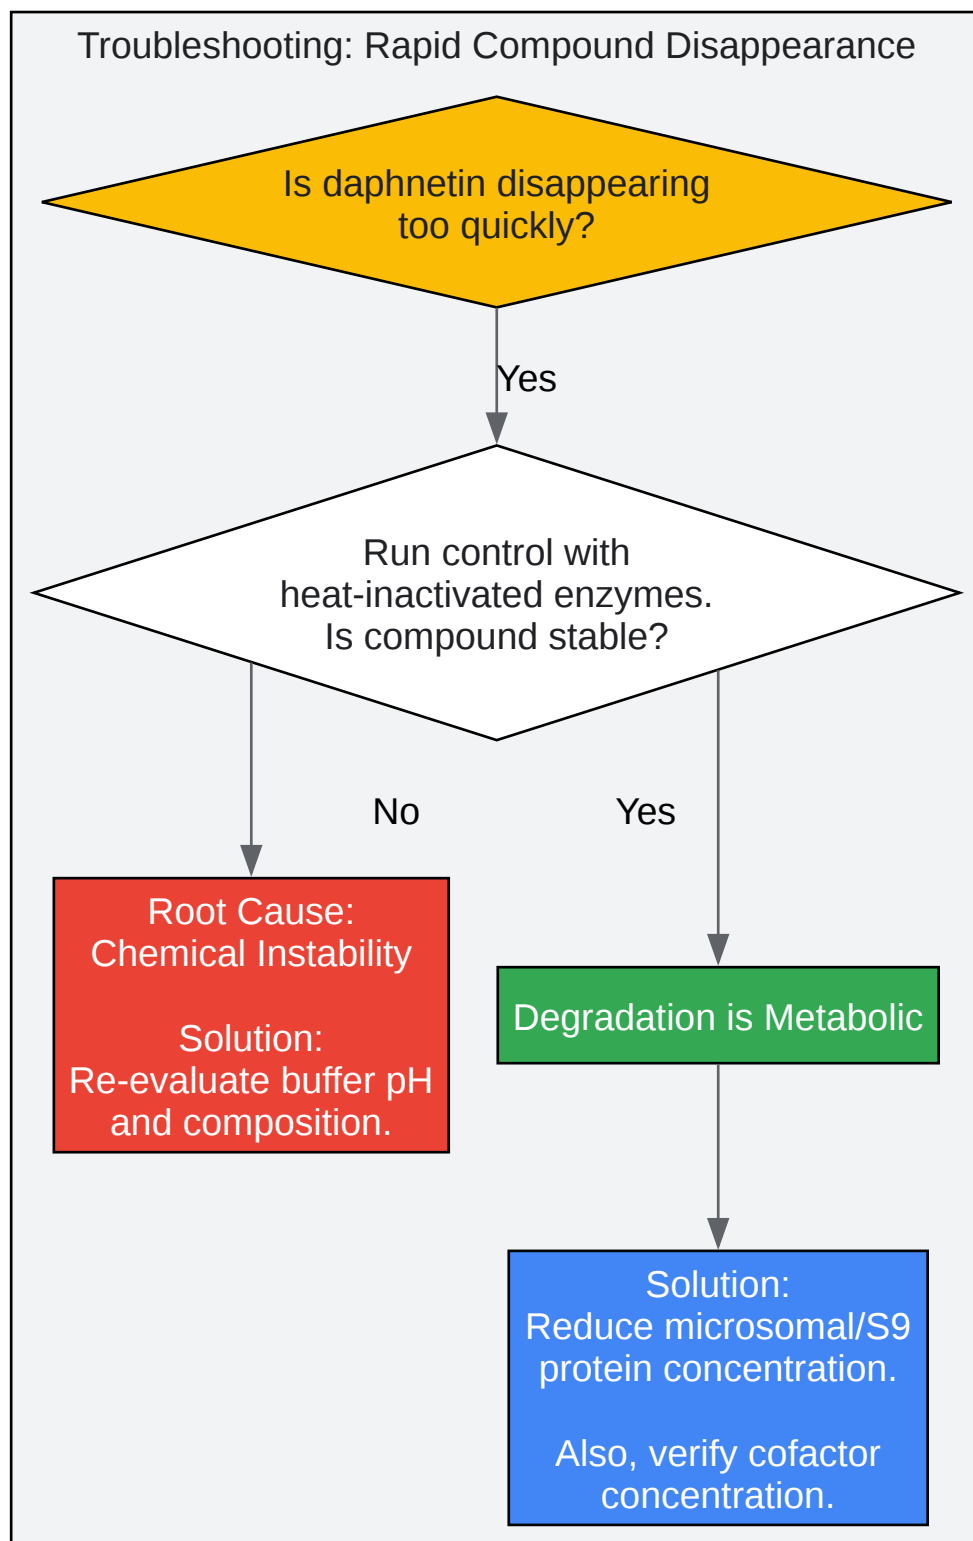 Troubleshooting: Rapid Compound Disappearance
Is daphnetin disappearing
too quickly?
Yes
Run control with
heat-inactivated enzymes.
Is compound stable?
No
Yes
Root Cause:
Chemical Instability
Solution:
Re-evaluate buffer pH
and composition.
Degradation is Metabolic
Solution:
Reduce microsomal/S9
protein concentration.
Also, verify cofactor
concentration.